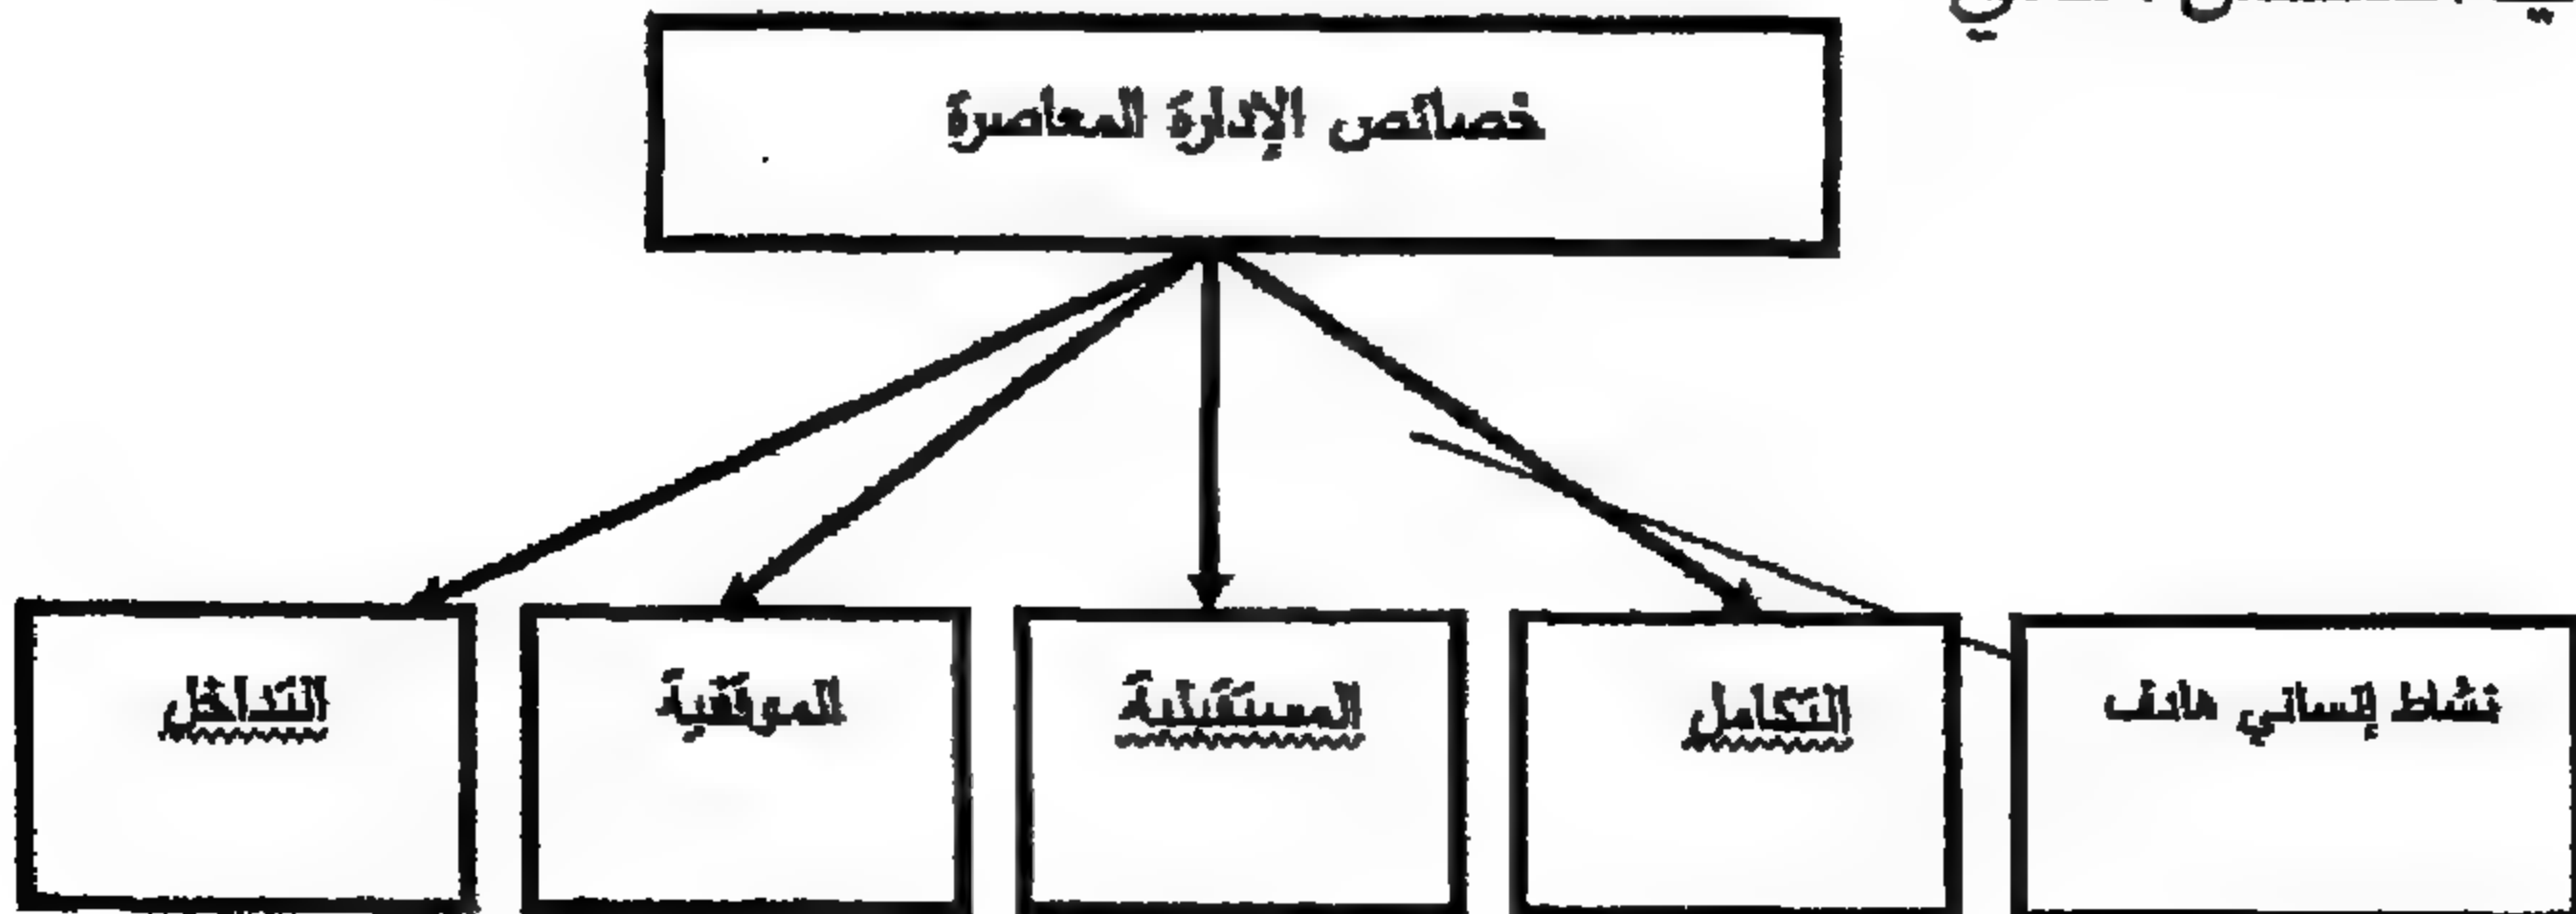 خصائص الإدارة المعاصرة
نشاط إنساني هادف
التكامل
المستقبلية
الموقفية
التداخل